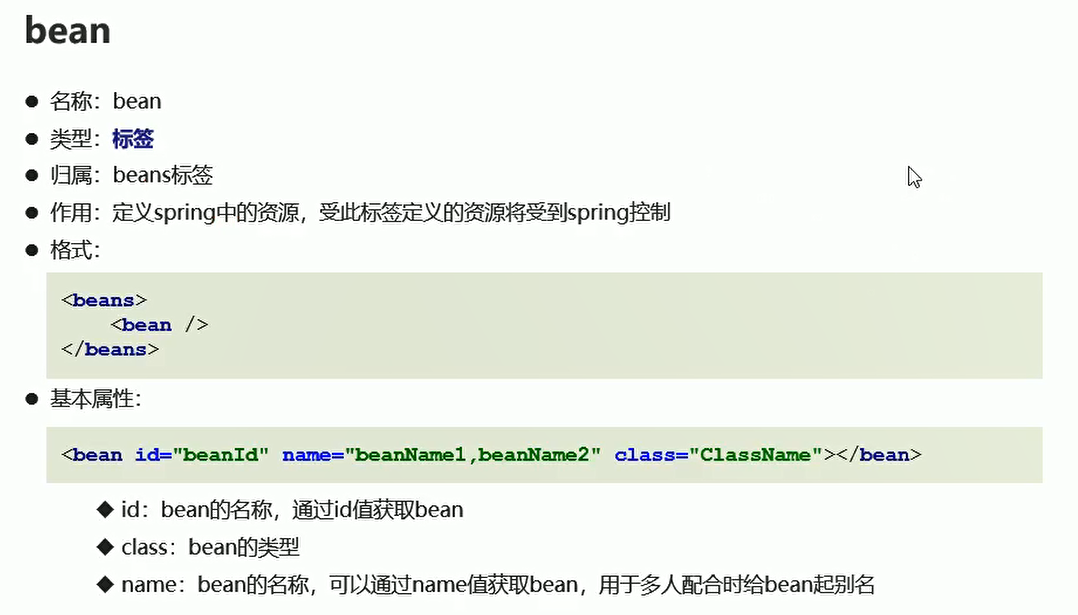 bean
● 名称：bean
● 类型：标签
● 归属：beans标签
● 作用：定义spring中的资源，受此标签定义的资源将受到spring控制
● 格式：
<beans>
    <bean />
</beans>
● 基本属性：
<bean id="beanId" name="beanName1,beanName2" class="ClassName"></bean>
◆ id：bean的名称，通过id值获取bean
◆ class：bean的类型
◆ name：bean的名称，可以通过name值获取bean，用于多人配合时给bean起别名